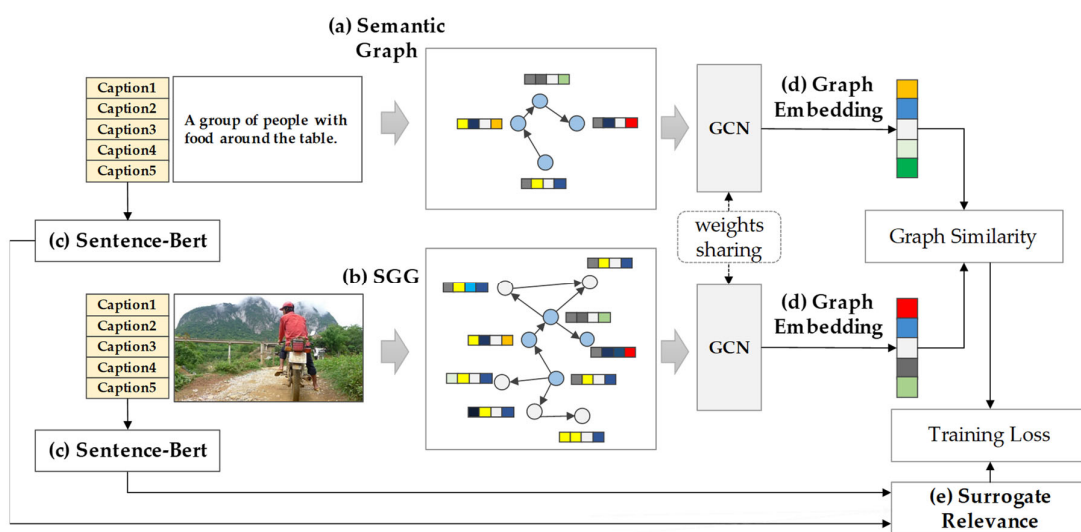 (a) Semantic
Graph
Caption1
Caption2
Caption3
Caption4
Caption5
A group of people with
food around the table.
GCN
(d) Graph
Embedding
(c) Sentence-Bert
weights
sharing
Graph Similarity
(b) SGG
Caption1
Caption2
Caption3
Caption4
Caption5
GCN
(d) Graph
Embedding
(c) Sentence-Bert
Training Loss
(e) Surrogate
Relevance